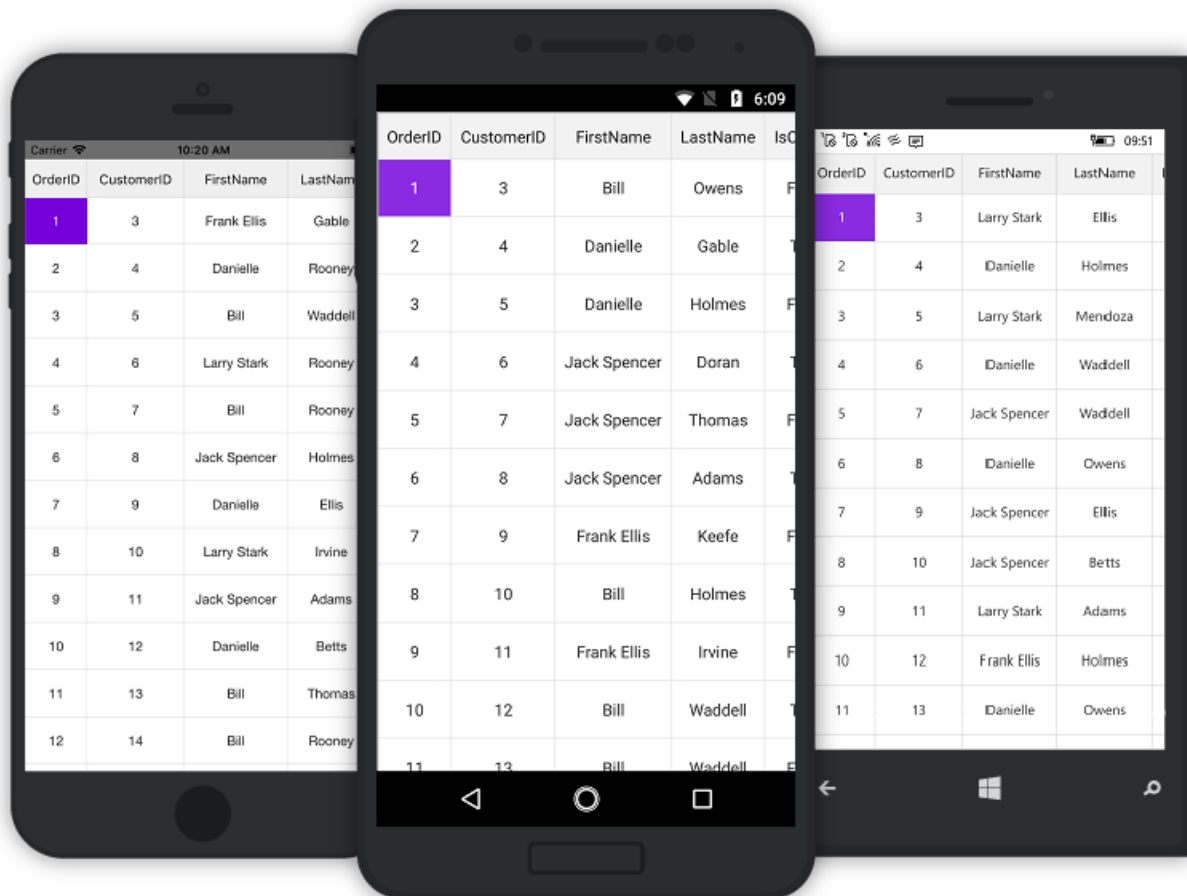 Carrier 10:20 AM
OrderID CustomerID FirstName LastNam
1 3 Frank Ellis Gable
2 4 Danielle Rooney
3 5 Bill Waddell
4 6 Larry Stark Rooney
5 7 Bill Rooney
6 8 Jack Spencer Holmes
7 9 Danielle Ellis
8 10 Larry Stark Irvine
9 11 Jack Spencer Adams
10 12 Danielle Betts
11 13 Bill Thomas
12 14 Bill Rooney
6:09
OrderID CustomerID FirstName LastName IsC
1 3 Bill Owens F
2 4 Danielle Gable T
3 5 Danielle Holmes F
4 6 Jack Spencer Doran T
5 7 Jack Spencer Thomas F
6 8 Jack Spencer Adams T
7 9 Frank Ellis Keefe F
8 10 Bill Holmes T
9 11 Frank Ellis Irvine F
10 12 Bill Waddell T
11 13 Bill Waddell F
09:51
OrderID CustomerID FirstName LastName
1 3 Larry Stark Ellis
2 4 Danielle Holmes
3 5 Larry Stark Mendoza
4 6 Danielle Waddell
5 7 Jack Spencer Waddell
6 8 Danielle Owens
7 9 Jack Spencer Ellis
8 10 Jack Spencer Betts
9 11 Larry Stark Adams
10 12 Frank Ellis Holmes
11 13 Danielle Owens